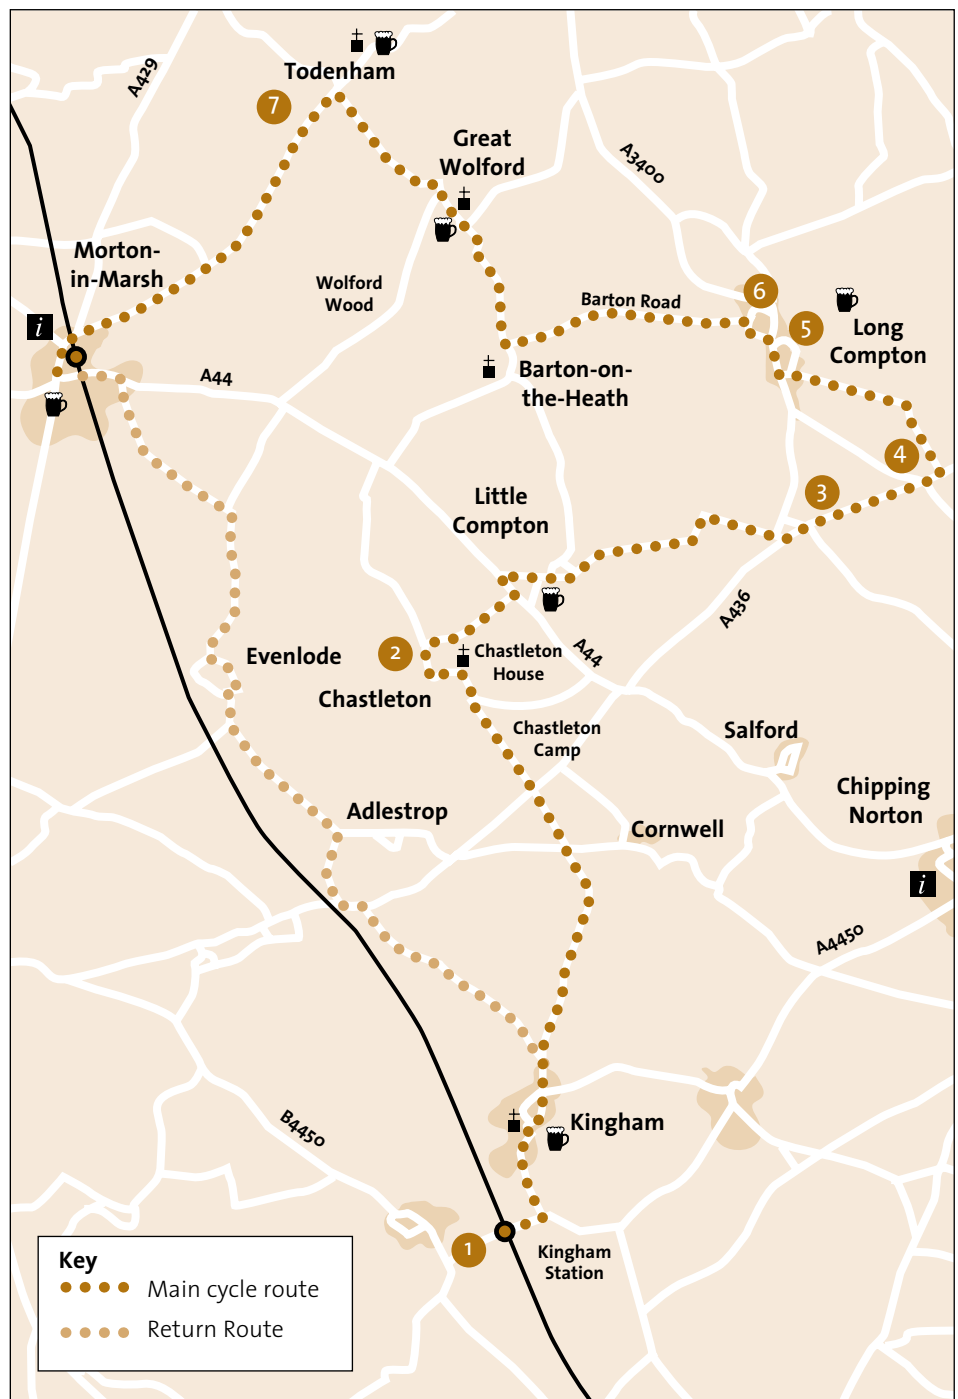 A429
Todenham
7
Great
Wolford
A3400
Morton-
in-Marsh
Wolford
Wood
Barton Road
6
5
Long
Compton
i
A44
Barton-on-
the-Heath
4
3
Little
Compton
A436
2
Evenlode
Chastleton
House
A44
Chastleton
Chastleton
Camp
Salford
Chipping
Norton
Adlestrop
Cornwell
i
A4450
B4450
Kingham
1
Kingham
Station
Key
Main cycle route
Return Route